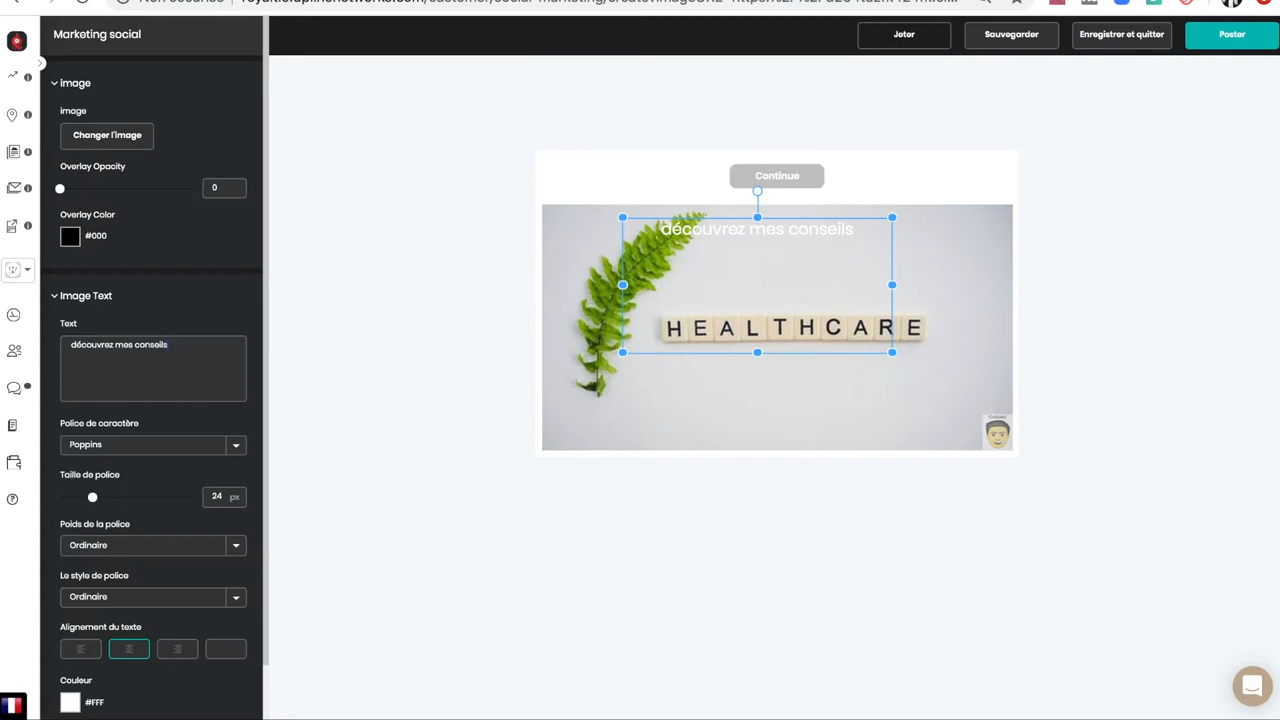 Marketing social
Jeter
Sauvegarder
Enregistrer et quitter
Poster
image
image
Changer l'image
Overlay Opacity
0
Overlay Color
#000
Image Text
Text
découvrez mes conseils
Police de caractère
Poppins
Taille de police
24 px
Poids de la police
Ordinaire
Le style de police
Ordinaire
Alignement du texte
Couleur
#FFF
Continue
découvrez mes conseils
HEALTHCARE